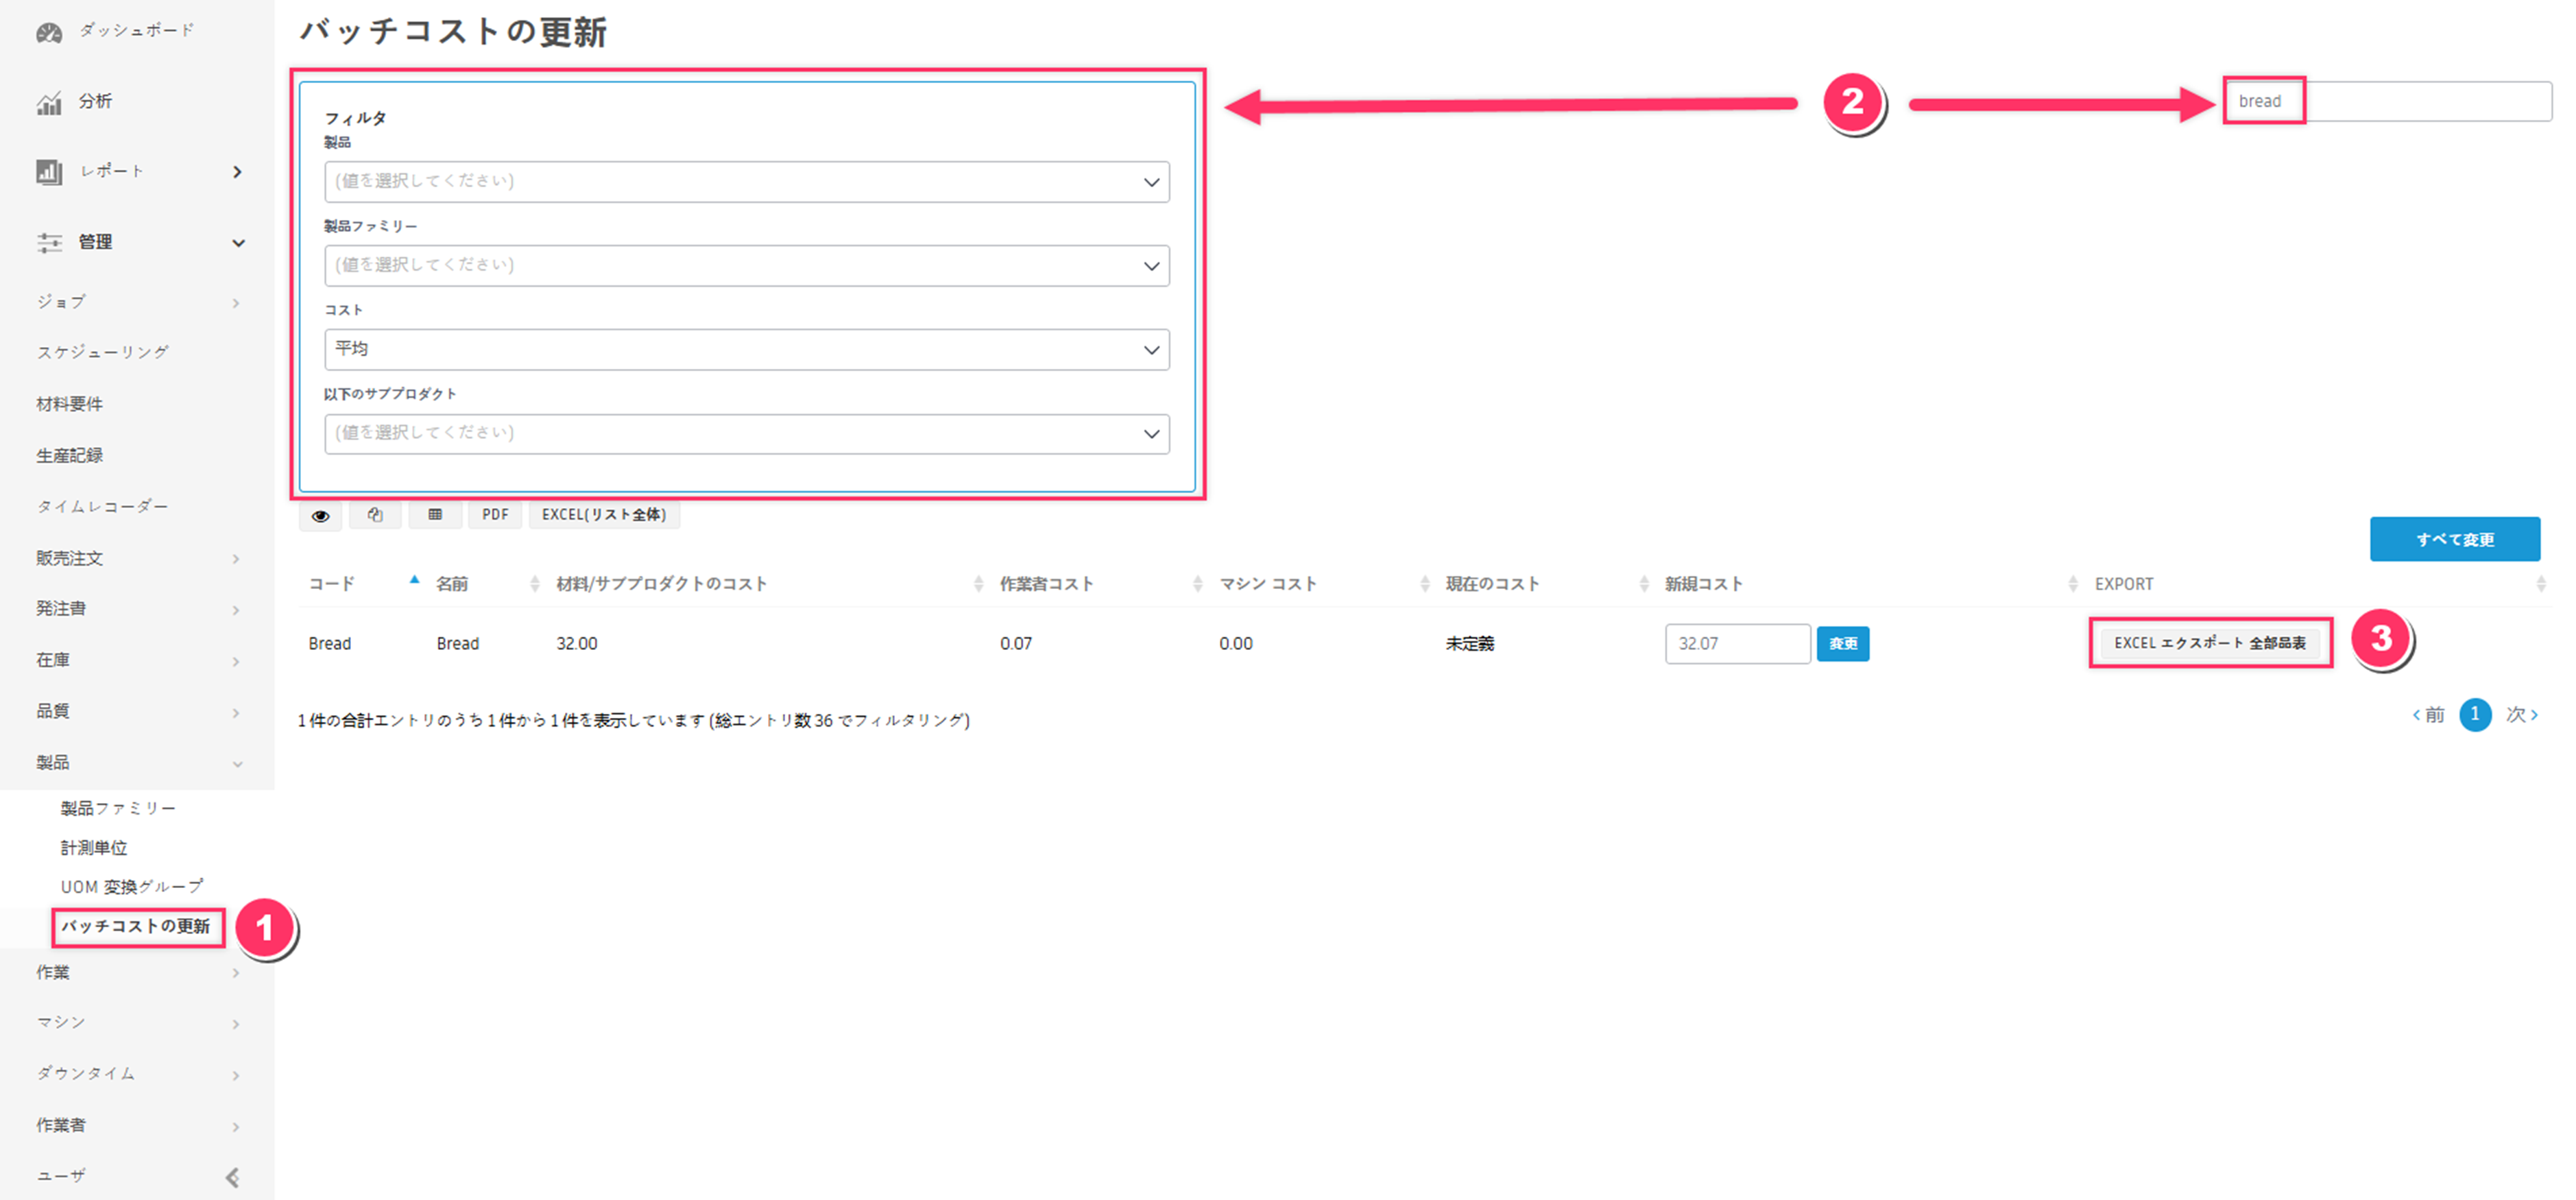 ダッシュボード
分析
レポート
管理
ジョブ
スケジューリング
材料要件
生産記録
タイムレコーダー
販売注文
発注書
在庫
品質
製品
製品ファミリー
計測単位
UOM 変換グループ
バッチコストの更新
1
作業
マシン
ダウンタイム
作業者
ユーザ
バッチコストの更新
フィルタ
製品
(値を選択してください)
製品ファミリー
(値を選択してください)
コスト
平均
以下のサブプロダクト
(値を選択してください)
2
bread
PDF
EXCEL(リスト全体)
すべて変更
コード 名前 材料/サブプロダクトのコスト 作業者コスト マシン コスト 現在のコスト 新規コスト EXPORT
Bread Bread 32.00 0.07 0.00 未定義 32.07 変更 EXCEL エクスポート 全部品表
3
1 件の合計エントリのうち 1 件から 1 件を表示しています (総エントリ数 36 でフィルタリング)
前 1 次